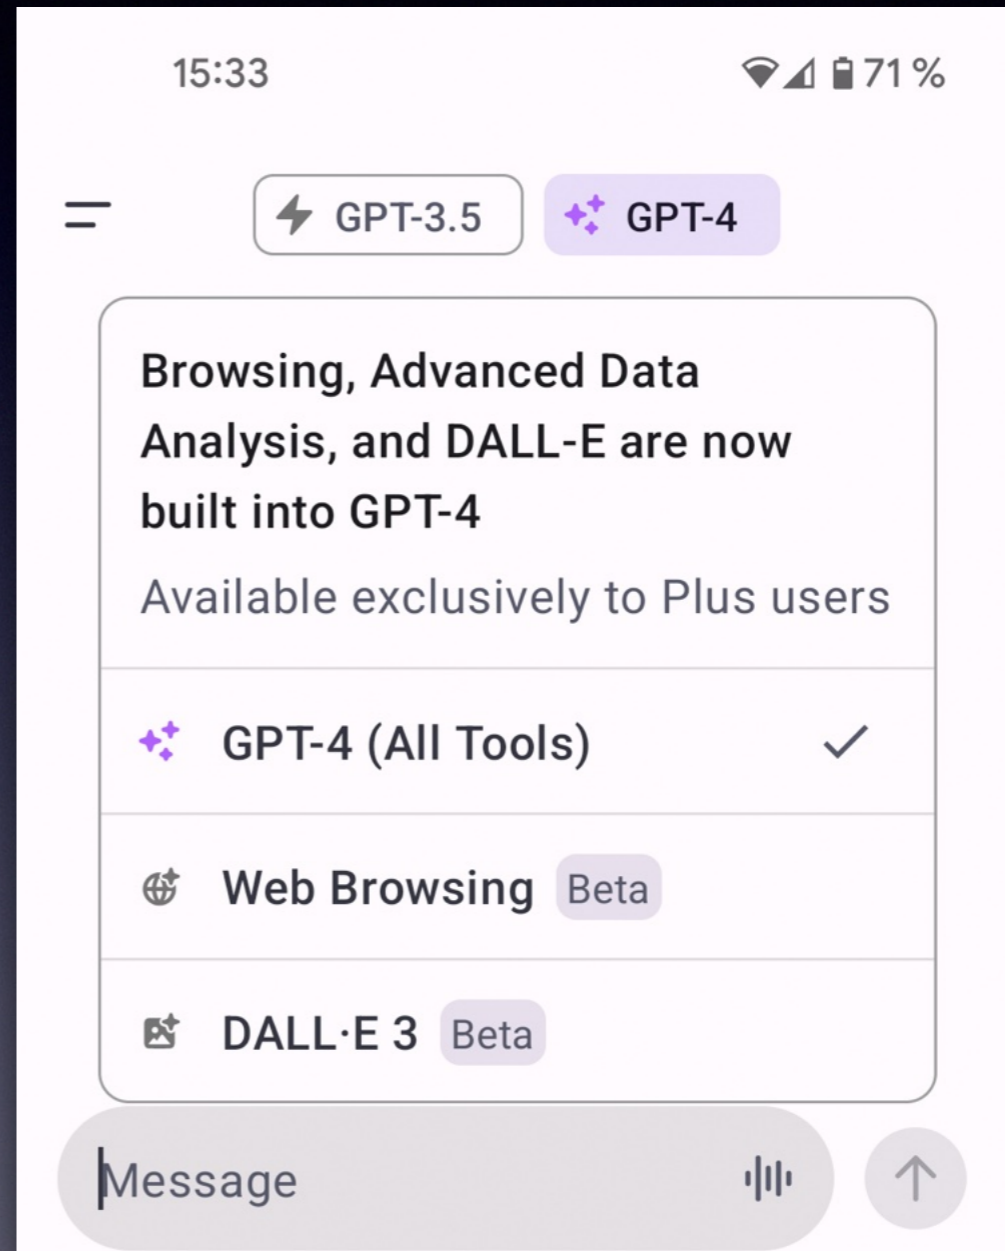 15:33
71 %
GPT-3.5
GPT-4
Browsing, Advanced Data
Analysis, and DALL-E are now
built into GPT-4
Available exclusively to Plus users
GPT-4 (All Tools)
Web Browsing Beta
DALL·E 3 Beta
Message